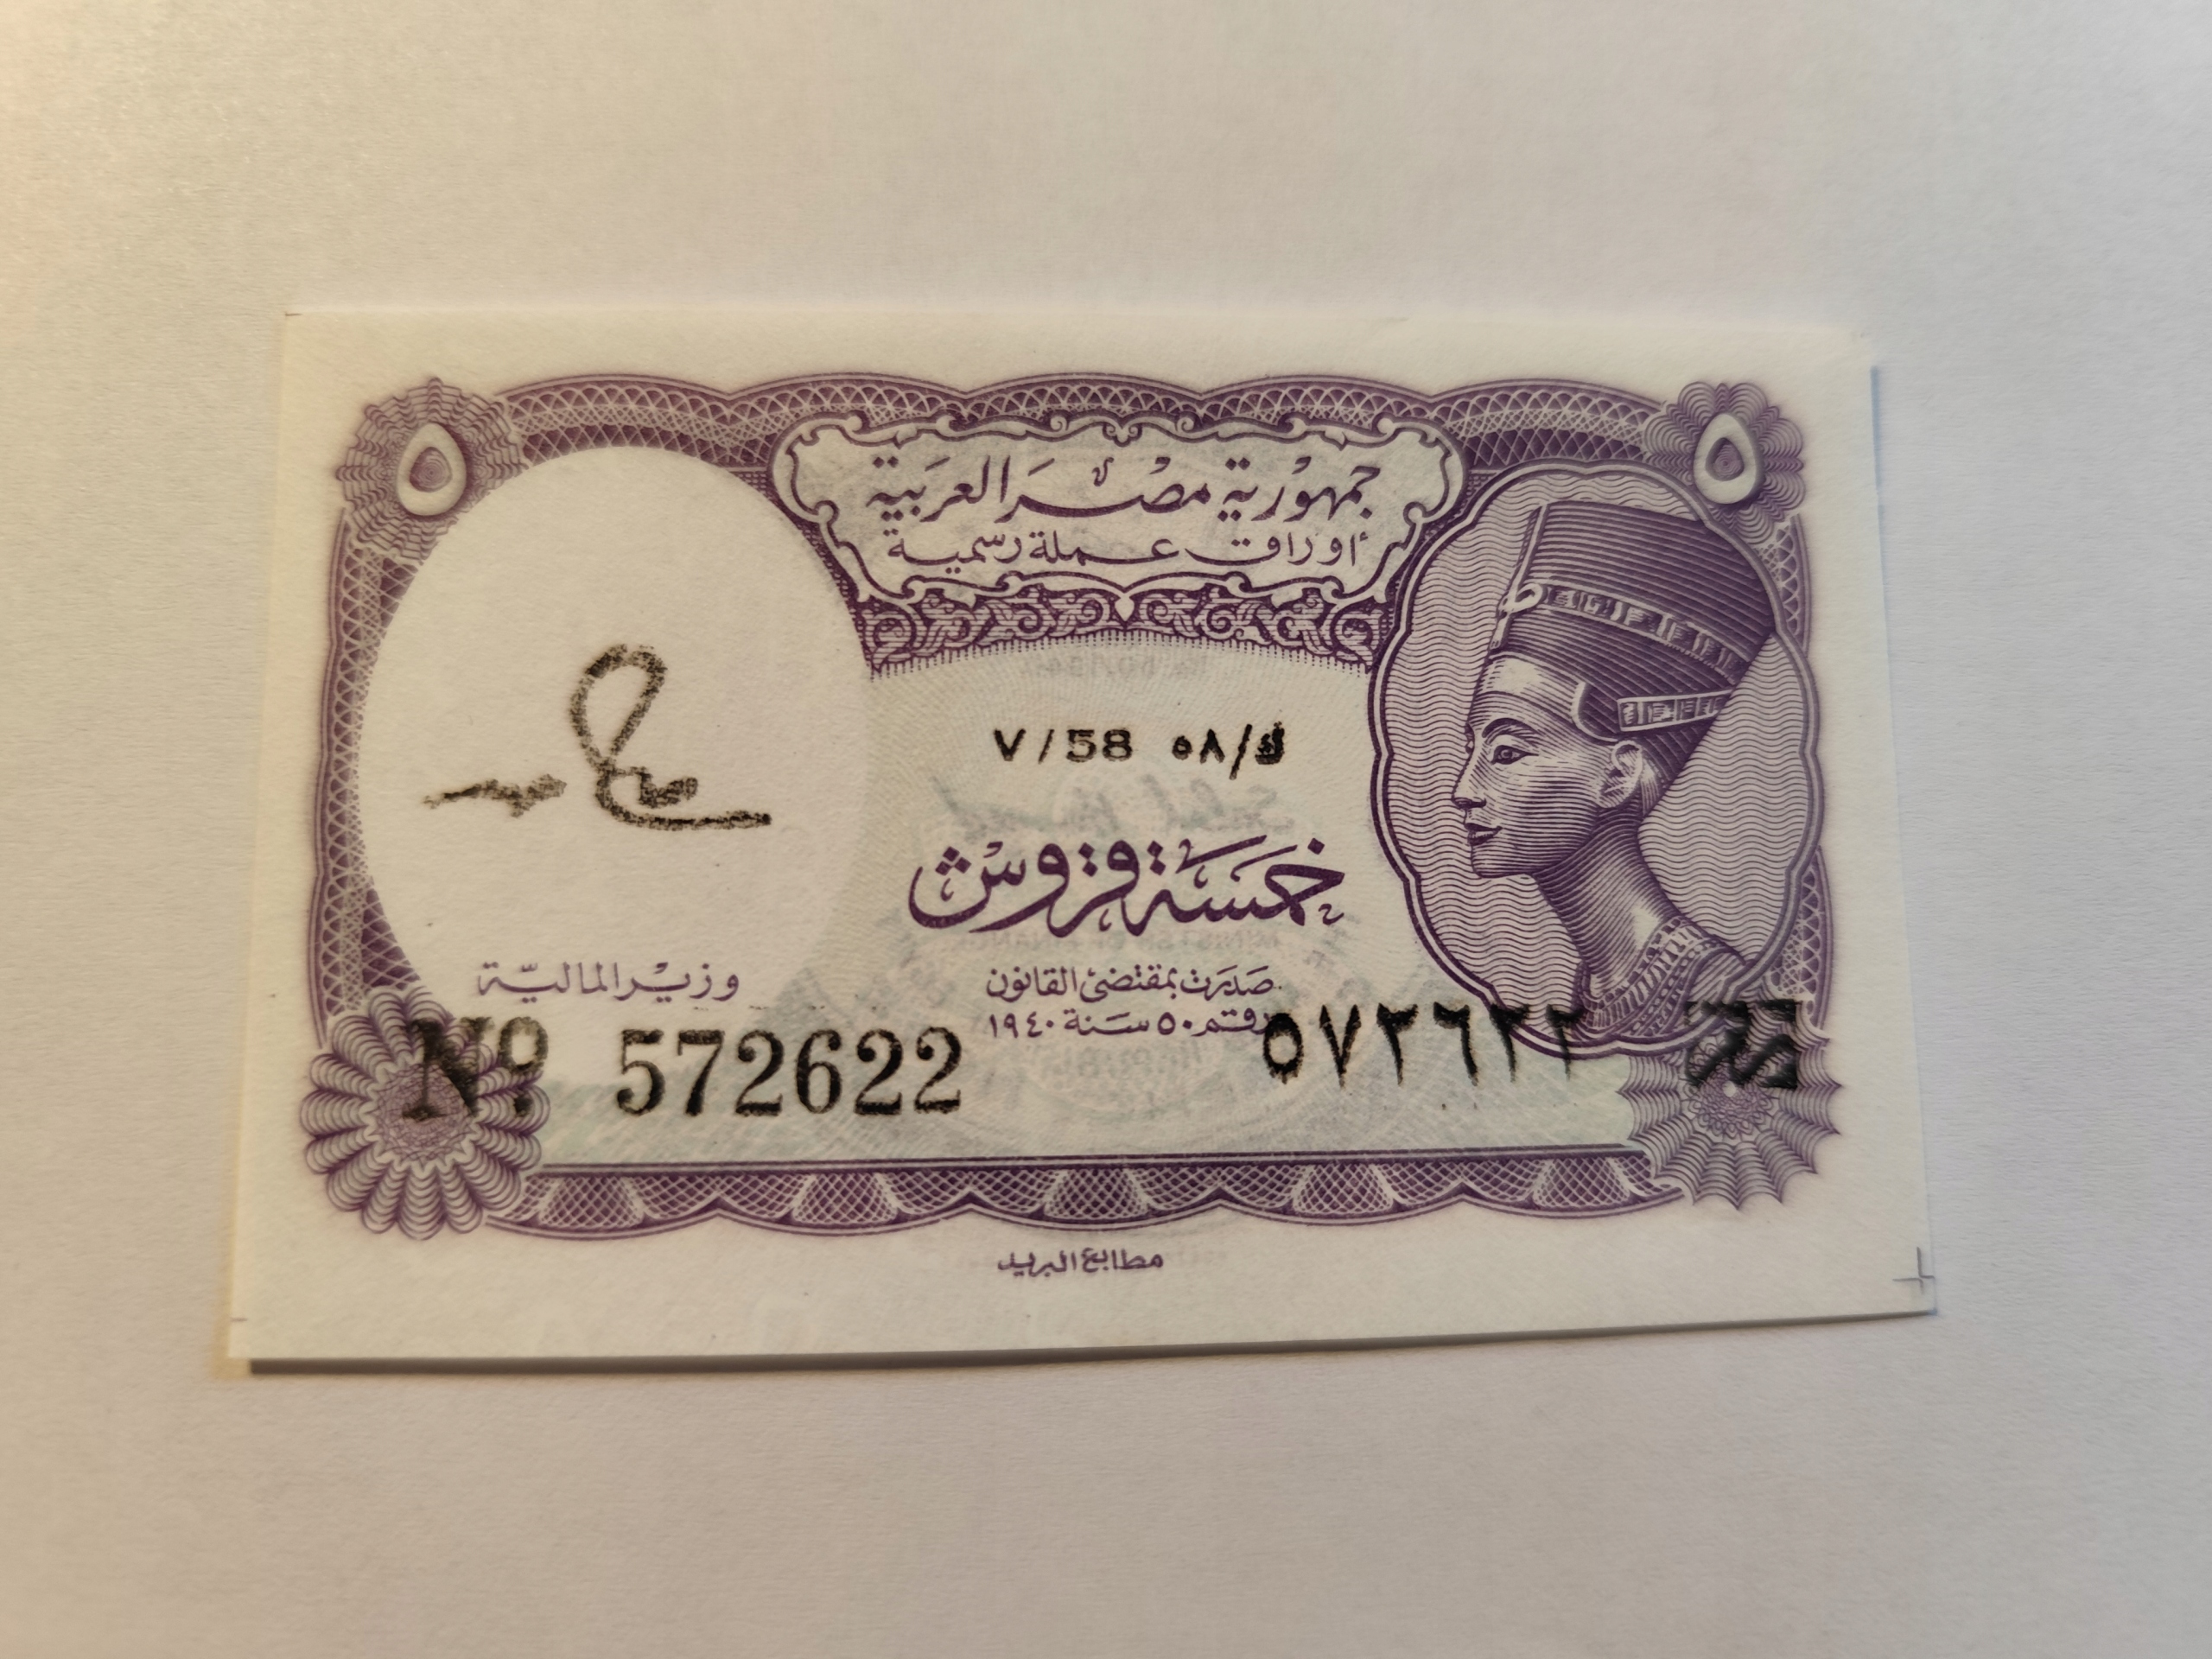 ٥ ٥
جمهورية مصر العربية
أوراق عملة رسمية
V/58 ٥٨/ك
خمسة قروش
وزير المالية
صدرت بمقتضى القانون
رقم ٥٠ سنة ١٩٤٠
Nº 572622 ٥٧٢٦٢٢
مطابع البريد